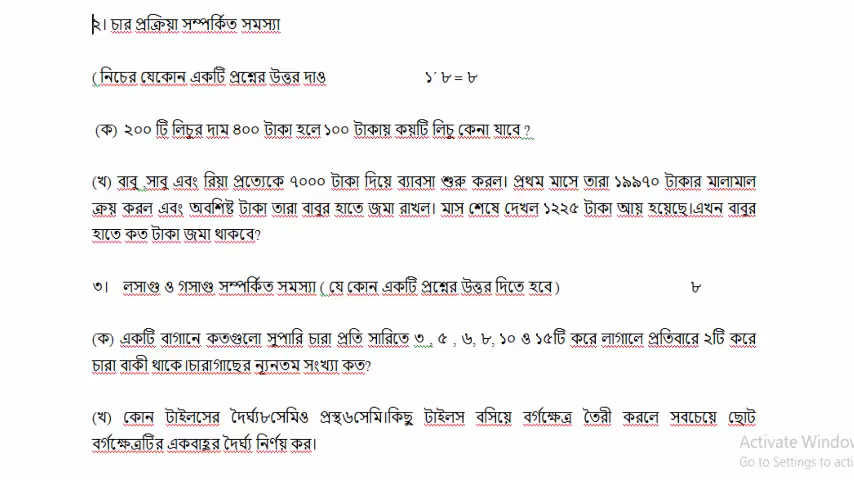 ২। চার প্রক্রিয়া সম্পর্কিত সমস্যা
(নিচের যেকোন একটি প্রশ্নের উত্তর দাও ১´৮=৮
(ক) ২০০ টি লিচুর দাম ৪০০ টাকা হলে ১০০ টাকায় কয়টি লিচু কেনা যাবে ?
(খ) বাবু ,সাবু এবং রিয়া প্রত্যেকে ৭০০০ টাকা দিয়ে ব্যাবসা শুরু করল। প্রথম মাসে তারা ১৯৯৭০ টাকার মালামাল
ক্রয় করল এবং অবশিষ্ট টাকা তারা বাবুর হাতে জমা রাখল। মাস শেষে দেখল ১২২৫ টাকা আয় হয়েছে।এখন বাবুর
হাতে কত টাকা জমা থাকবে?
৩। লসাগু ও গসাগু সম্পর্কিত সমস্যা ( যে কোন একটি প্রশ্নের উত্তর দিতে হবে ) ৮
(ক) একটি বাগানে কতগুলো সুপারি চারা প্রতি সারিতে ৩ , ৫ , ৬, ৮, ১০ ও ১৫টি করে লাগালে প্রতিবারে ২টি করে
চারা বাকী থাকে।চারাগাছের ন্যূনতম সংখ্যা কত?
(খ) কোন টাইলসের দৈর্ঘ্য৮সেমিও প্রস্থ৬সেমি।কিছু টাইলস বসিয়ে বর্গক্ষেত্র তৈরী করলে সবচেয়ে ছোট
বর্গক্ষেত্রটির একবাহুর দৈর্ঘ্য নির্ণয় কর।
Activate Window
Go to Settings to acti